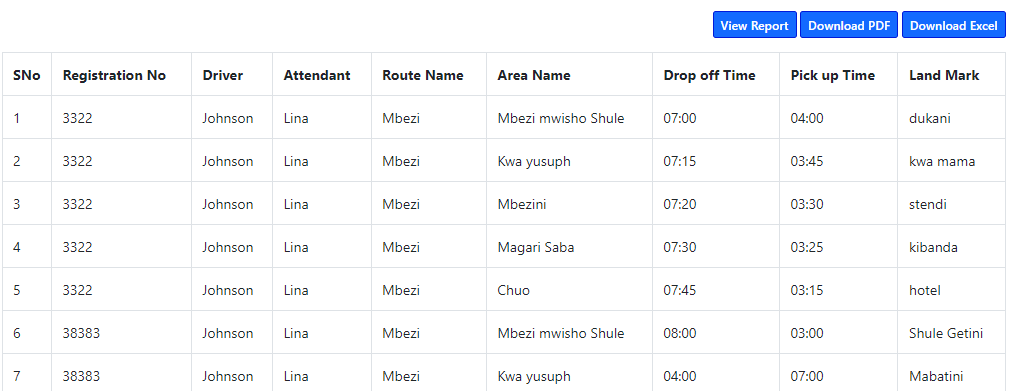 View Report Download PDF Download Excel
SNo Registration No Driver Attendant Route Name Area Name Drop off Time Pick up Time Land Mark
1 3322 Johnson Lina Mbezi Mbezi mwisho Shule 07:00 04:00 dukani
2 3322 Johnson Lina Mbezi Kwa yusuph 07:15 03:45 kwa mama
3 3322 Johnson Lina Mbezi Mbezini 07:20 03:30 stendi
4 3322 Johnson Lina Mbezi Magari Saba 07:30 03:25 kibanda
5 3322 Johnson Lina Mbezi Chuo 07:45 03:15 hotel
6 38383 Johnson Lina Mbezi Mbezi mwisho Shule 08:00 03:00 Shule Getini
7 38383 Johnson Lina Mbezi Kwa yusuph 04:00 07:00 Mabatini